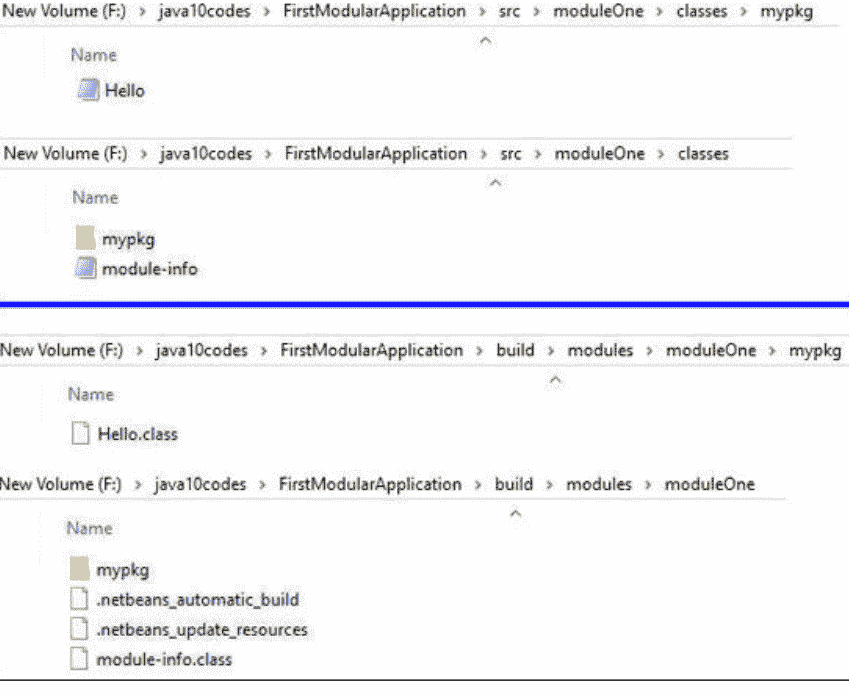 New Volume (F:) > java10codes > FirstModularApplication > src > moduleOne > classes > mypkg
Name
Hello
New Volume (F:) > java10codes > FirstModularApplication > src > moduleOne > classes
Name
mypkg
module-info
New Volume (F:) > java10codes > FirstModularApplication > build > modules > moduleOne > mypkg
Name
Hello.class
New Volume (F:) > java10codes > FirstModularApplication > build > modules > moduleOne
Name
mypkg
.netbeans_automatic_build
.netbeans_update_resources
module-info.class